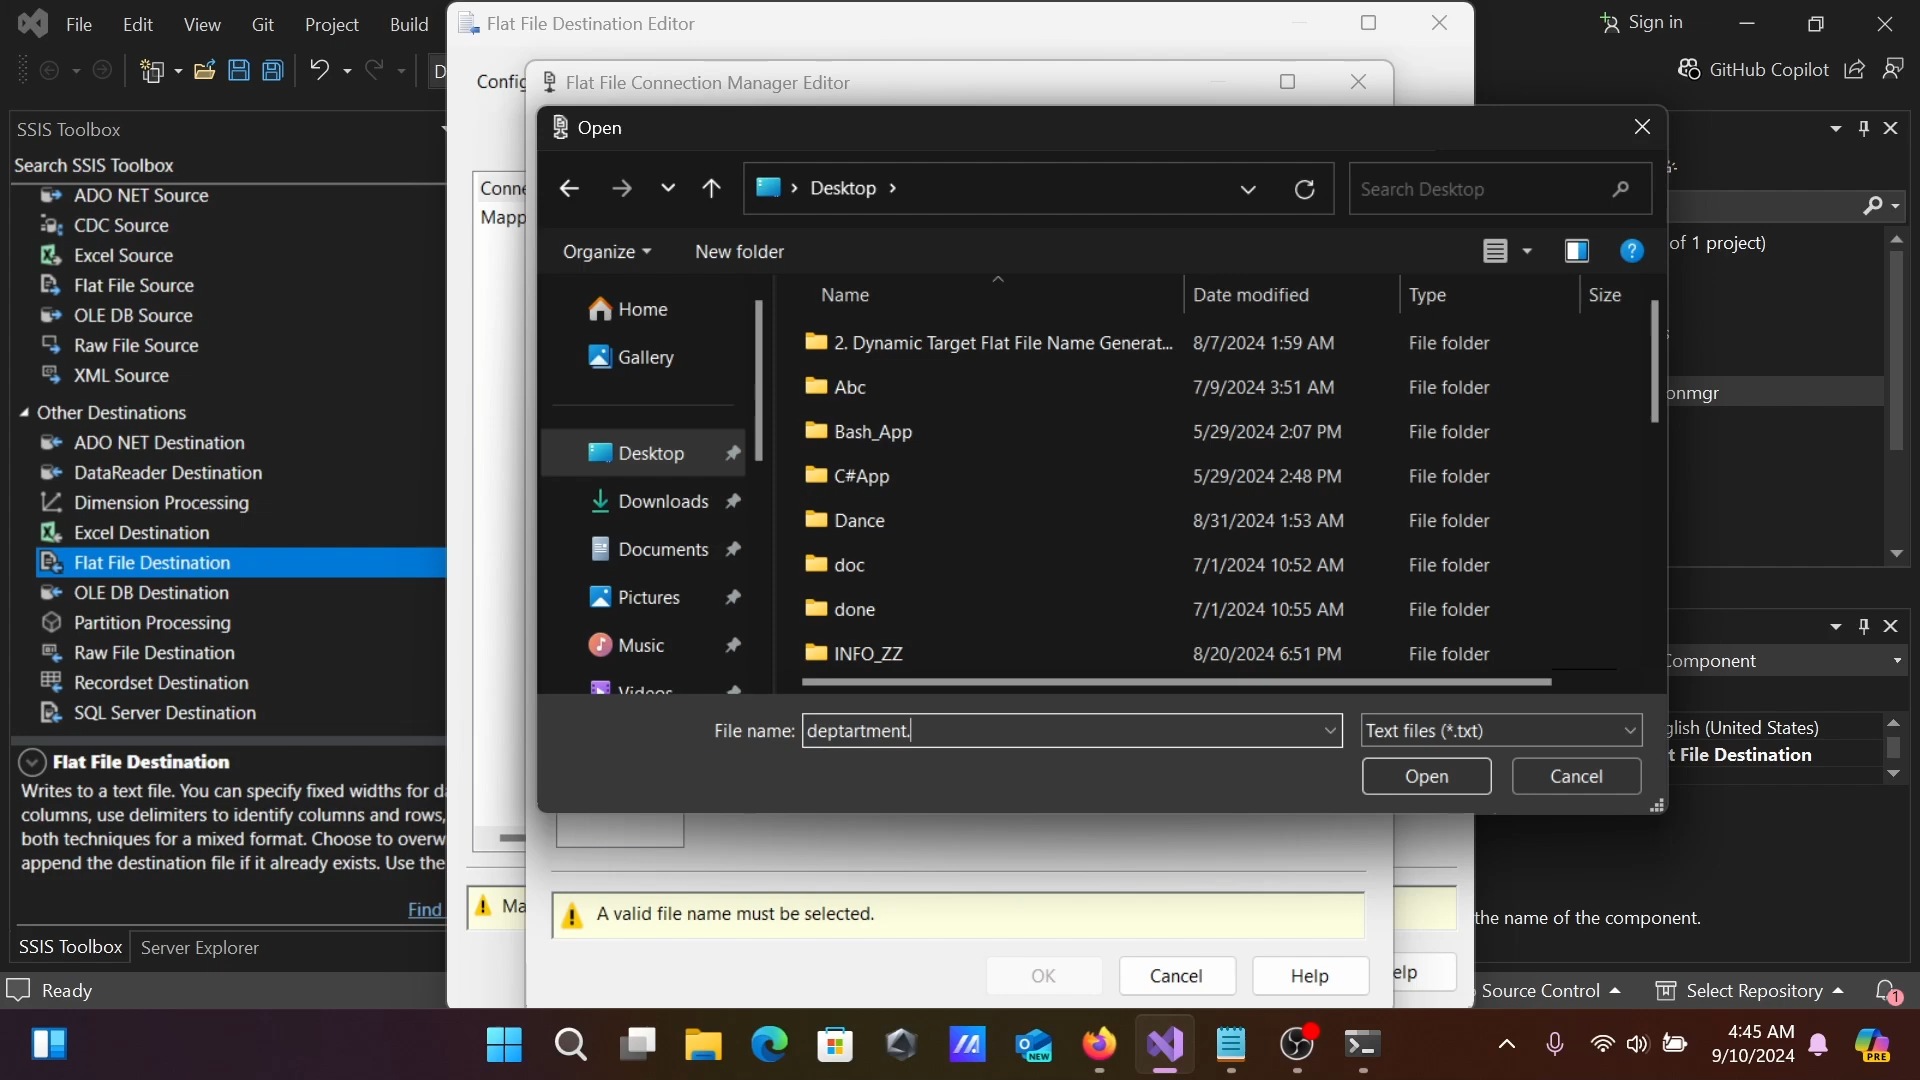 File Edit View Git Project Build
Sign in
GitHub Copilot
SSIS Toolbox
Search SSIS Toolbox
ADO NET Source
CDC Source
Excel Source
Flat File Source
OLE DB Source
Raw File Source
XML Source
Other Destinations
ADO NET Destination
DataReader Destination
Dimension Processing
Excel Destination
Flat File Destination
OLE DB Destination
Partition Processing
Raw File Destination
Recordset Destination
SQL Server Destination
Flat File Destination
Writes to a text file. You can specify fixed widths for d
columns, use delimiters to identify columns and rows,
both techniques for a mixed format. Choose to overw
append the destination file if it already exists. Use the
Find
SSIS Toolbox Server Explorer
Ready
Flat File Destination Editor
Config
Conne
Mapp
Ma
elp
Flat File Connection Manager Editor
Open
Desktop
Search Desktop
Organize New folder
Home
Gallery
Desktop
Downloads
Documents
Pictures
Music
Videos
Name Date modified Type Size
2. Dynamic Target Flat File Name Generat... 8/7/2024 1:59 AM File folder
Abc 7/9/2024 3:51 AM File folder
Bash_App 5/29/2024 2:07 PM File folder
C#App 5/29/2024 2:48 PM File folder
Dance 8/31/2024 1:53 AM File folder
doc 7/1/2024 10:52 AM File folder
done 7/1/2024 10:55 AM File folder
INFO_ZZ 8/20/2024 6:51 PM File folder
File name: deptartment. Text files (*.txt)
Open Cancel
A valid file name must be selected.
OK Cancel Help
of 1 project)
onmgr
Component
glish (United States)
t File Destination
the name of the component.
Source Control Select Repository 1
NEW
4:45 AM
9/10/2024
PRE